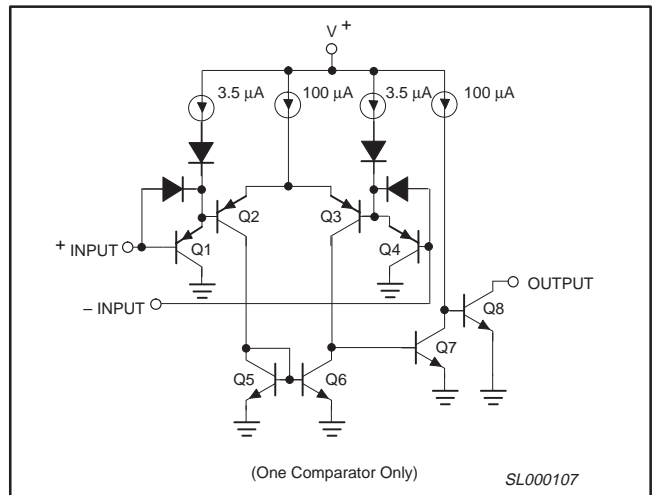 V+
3.5 µA 100 µA 3.5 µA 100 µA
Q2 Q3
+ INPUT Q1 Q4
OUTPUT
– INPUT Q8
Q7
Q5 Q6
(One Comparator Only)
SL000107